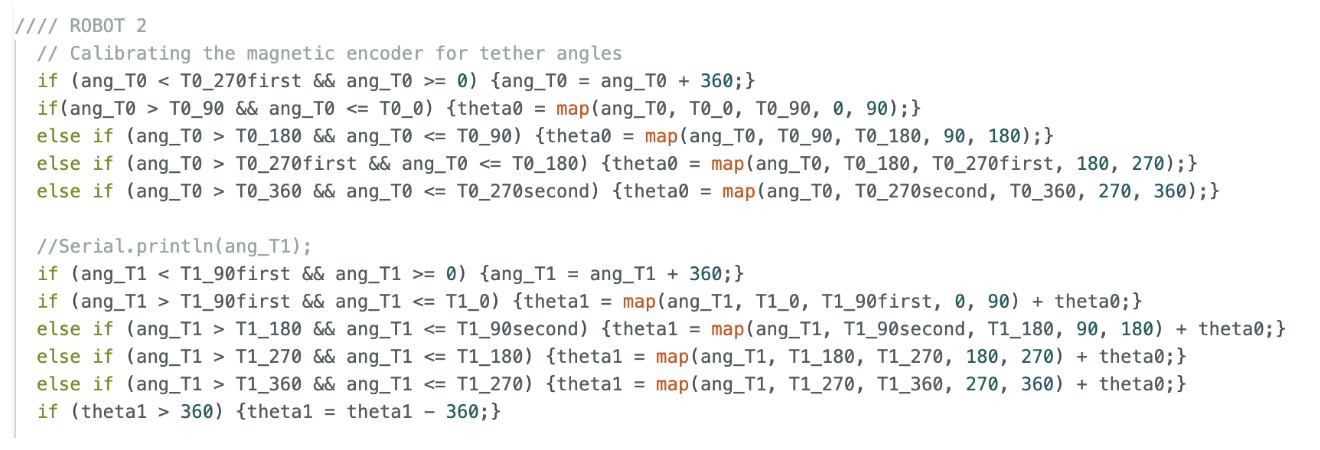 //// ROBOT 2
// Calibrating the magnetic encoder for tether angles
if (ang_T0 < T0_270first && ang_T0 >= 0) {ang_T0 = ang_T0 + 360;}
if(ang_T0 > T0_90 && ang_T0 <= T0_0) {theta0 = map(ang_T0, T0_0, T0_90, 0, 90);}
else if (ang_T0 > T0_180 && ang_T0 <= T0_90) {theta0 = map(ang_T0, T0_90, T0_180, 90, 180);}
else if (ang_T0 > T0_270first && ang_T0 <= T0_180) {theta0 = map(ang_T0, T0_180, T0_270first, 180, 270);}
else if (ang_T0 > T0_360 && ang_T0 <= T0_270second) {theta0 = map(ang_T0, T0_270second, T0_360, 270, 360);}
//Serial.println(ang_T1);
if (ang_T1 < T1_90first && ang_T1 >= 0) {ang_T1 = ang_T1 + 360;}
if (ang_T1 > T1_90first && ang_T1 <= T1_0) {theta1 = map(ang_T1, T1_0, T1_90first, 0, 90) + theta0;}
else if (ang_T1 > T1_180 && ang_T1 <= T1_90second) {theta1 = map(ang_T1, T1_90second, T1_180, 90, 180) + theta0;}
else if (ang_T1 > T1_270 && ang_T1 <= T1_180) {theta1 = map(ang_T1, T1_180, T1_270, 180, 270) + theta0;}
else if (ang_T1 > T1_360 && ang_T1 <= T1_270) {theta1 = map(ang_T1, T1_270, T1_360, 270, 360) + theta0;}
if (theta1 > 360) {theta1 = theta1 - 360;}